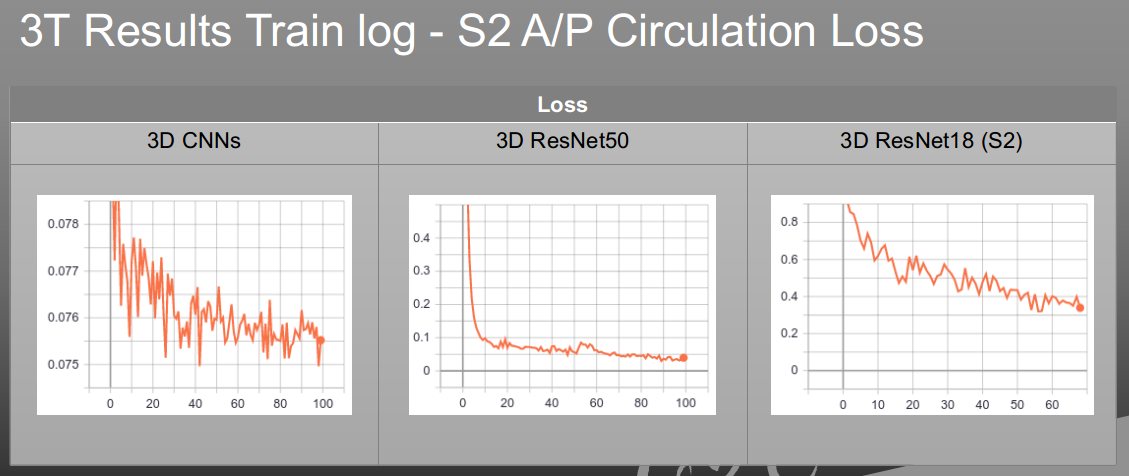 3T Results Train log - S2 A/P Circulation Loss
Loss
3D CNNs
3D ResNet50
3D ResNet18 (S2)
0.078
0.077
0.076
0.075
0 20 40 60 80 100
0.4
0.3
0.2
0.1
0
0 20 40 60 80 100
0.8
0.6
0.4
0.2
0
0 10 20 30 40 50 60